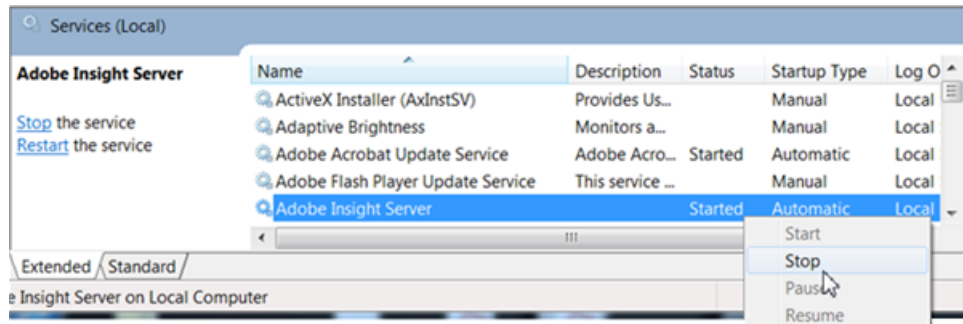 Services (Local)
Adobe Insight Server
Stop the service
Restart the service
Name Description Status Startup Type Log O
ActiveX Installer (AxInstSV) Provides Us... Manual Local
Adaptive Brightness Monitors a... Manual Local
Adobe Acrobat Update Service Adobe Acro... Started Automatic Local
Adobe Flash Player Update Service This service ... Manual Local
Adobe Insight Server Started Automatic Local
Start
Stop
Pause
Resume
Extended Standard
e Insight Server on Local Computer